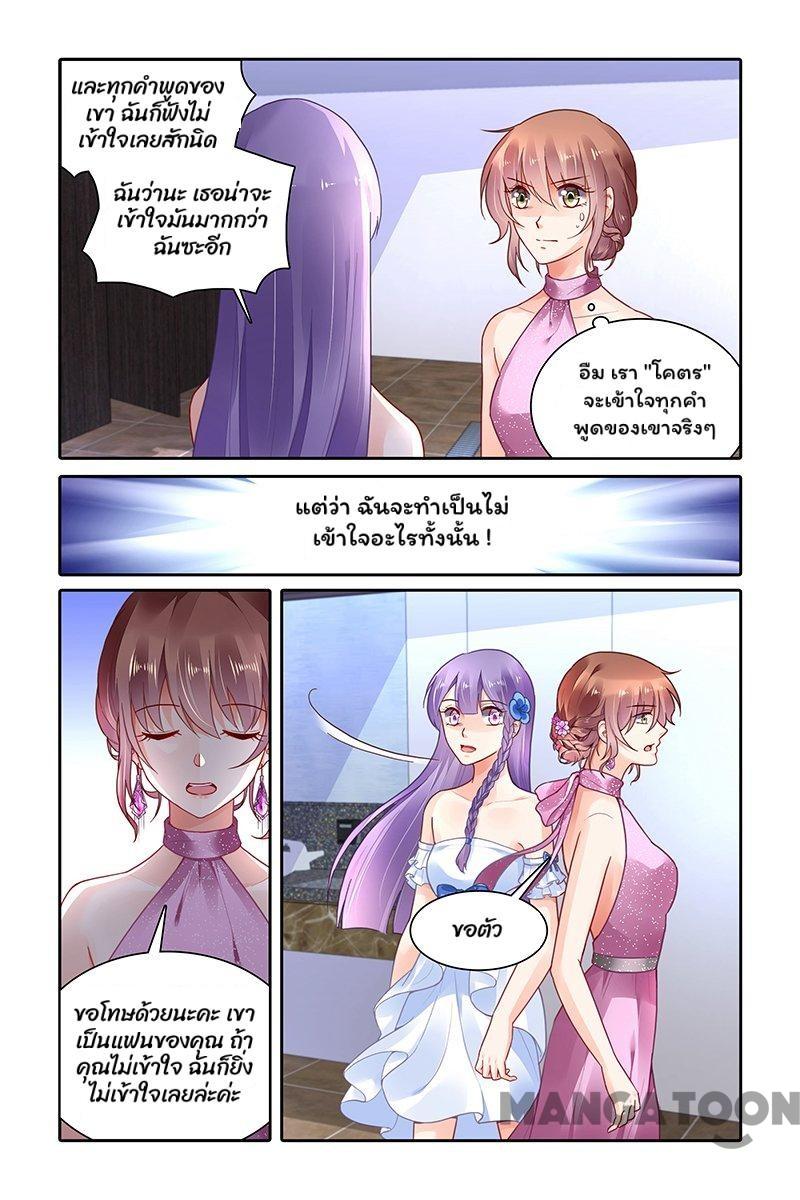 และทุกคำพูดของ
เขา ฉันก็ฟังไม่
เข้าใจเลยสักนิด
ฉันว่านะ เธอน่าจะ
เข้าใจมันมากกว่า
ฉันซะอีก
อืม เรา "โคตร"
จะเข้าใจทุกคำ
พูดของเขาจริงๆ
แต่ว่า ฉันจะทำเป็นไม่
เข้าใจอะไรทั้งนั้น !
ขอโทษด้วยนะคะ เขา
เป็นแฟนของคุณ ถ้า
คุณไม่เข้าใจ ฉันก็ยิ่ง
ไม่เข้าใจเลยล่ะค่ะ
ขอตัว
MANGATOON